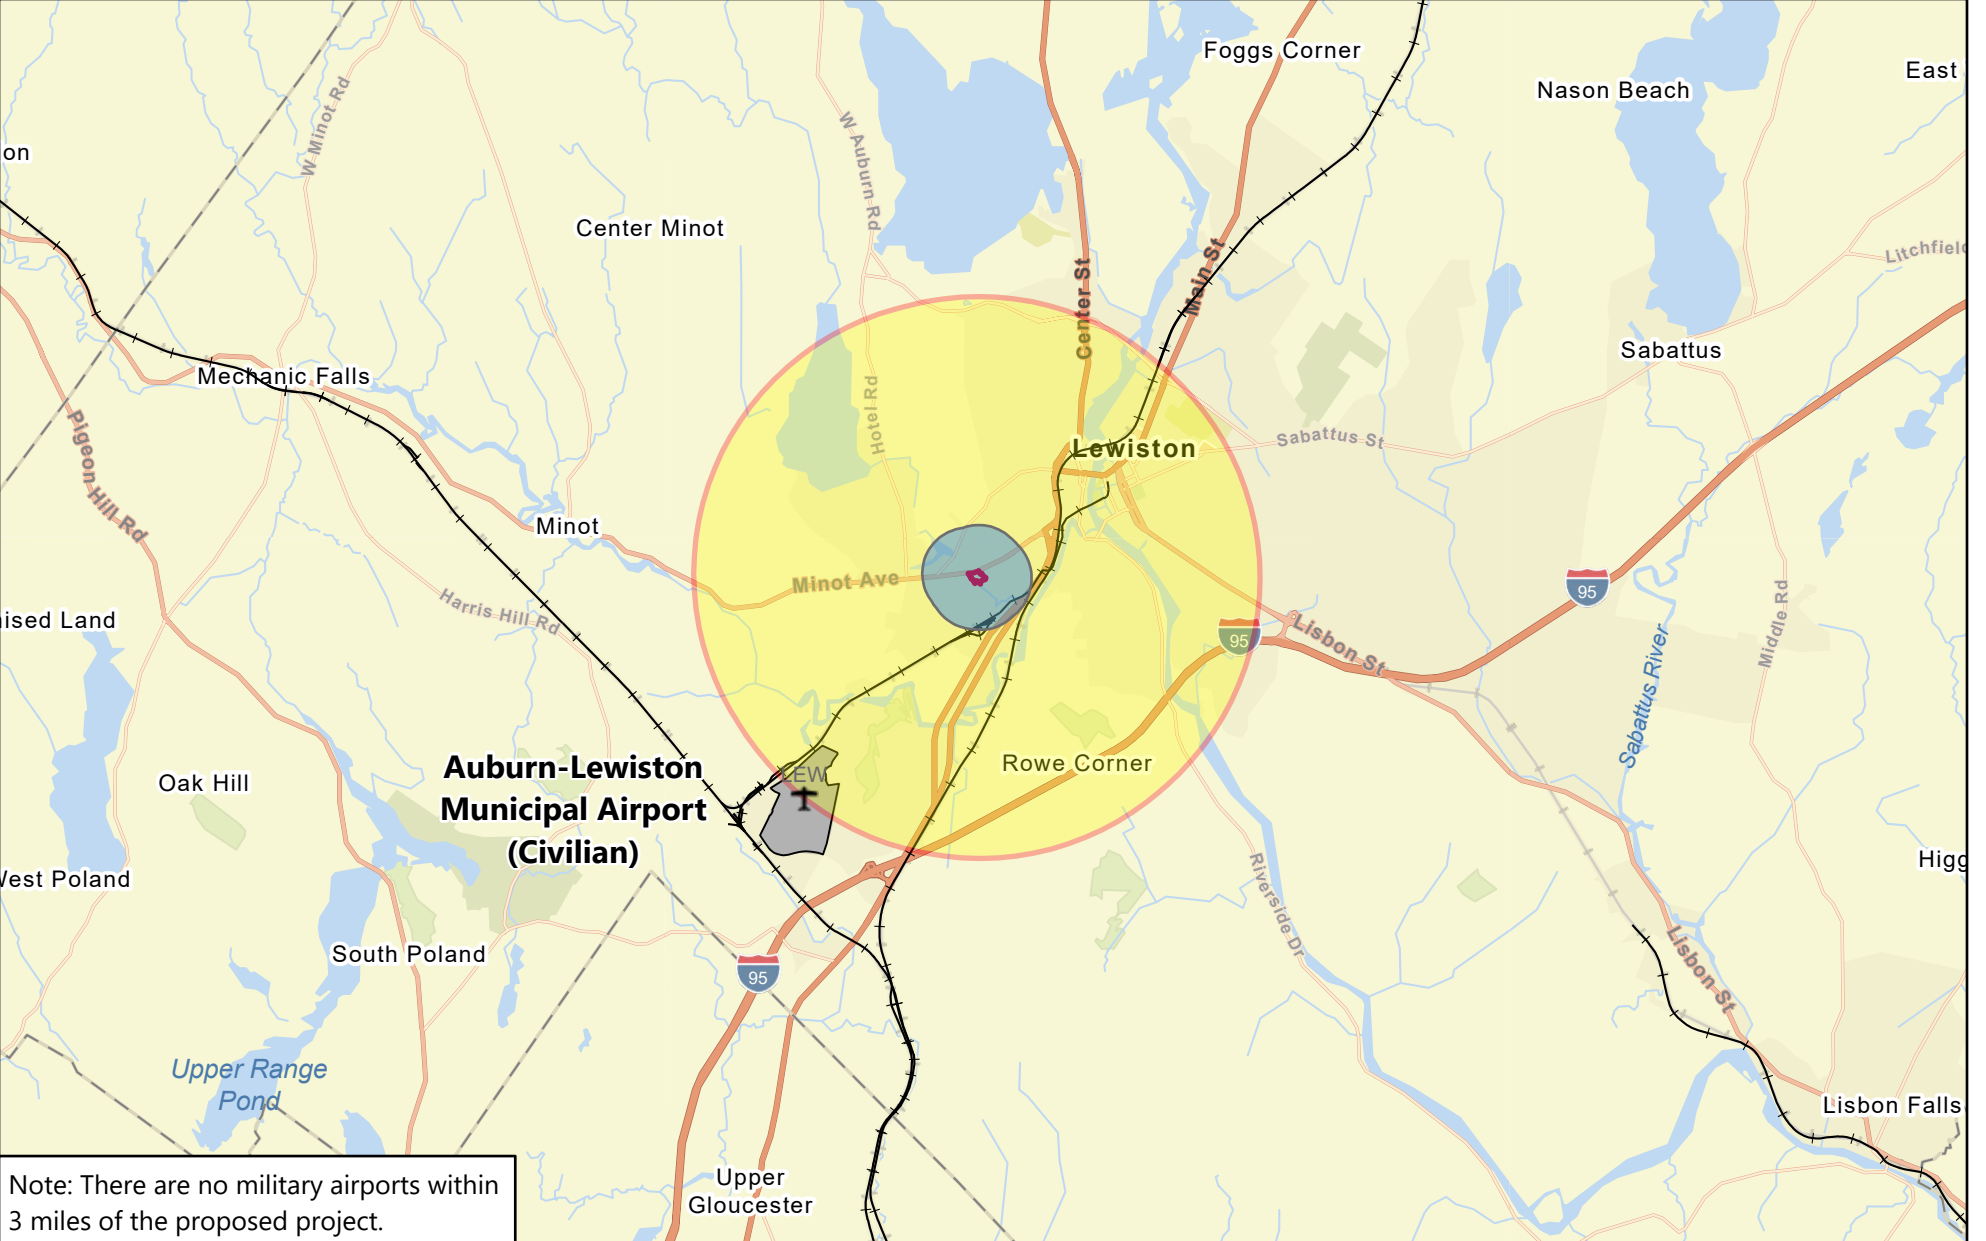 Foggs Corner
East
Nason Beach
on
W Minot Rd
W Auburn Rd
Center Minot
Center St
Main St
Litchfield
Sabattus
Mechanic Falls
Hotel Rd
Pigeon Hill Rd
Sabattus St
Lewiston
Minot
Minot Ave
Harris Hill Rd
95
95
Lisbon St
Middle Rd
Sabattus River
ised Land
Oak Hill
Auburn-Lewiston
Municipal Airport
(Civilian)
LEW
Rowe Corner
West Poland
Riverside Dr
Higg
South Poland
95
Lisbon St
Upper Range
Pond
Lisbon Falls
Upper
Gloucester
Note: There are no military airports within
3 miles of the proposed project.